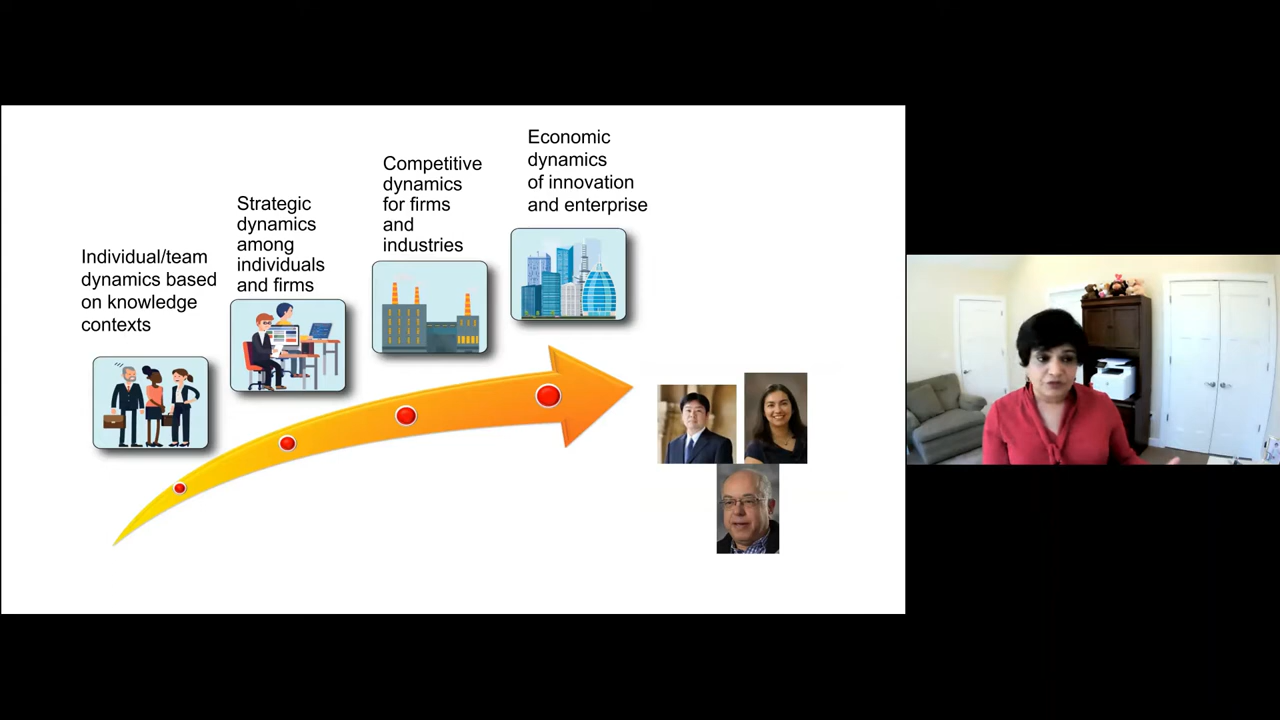 Individual/team
dynamics based
on knowledge
contexts
Strategic
dynamics
among
individuals
and firms
Competitive
dynamics
for firms
and
industries
Economic
dynamics
of innovation
and enterprise